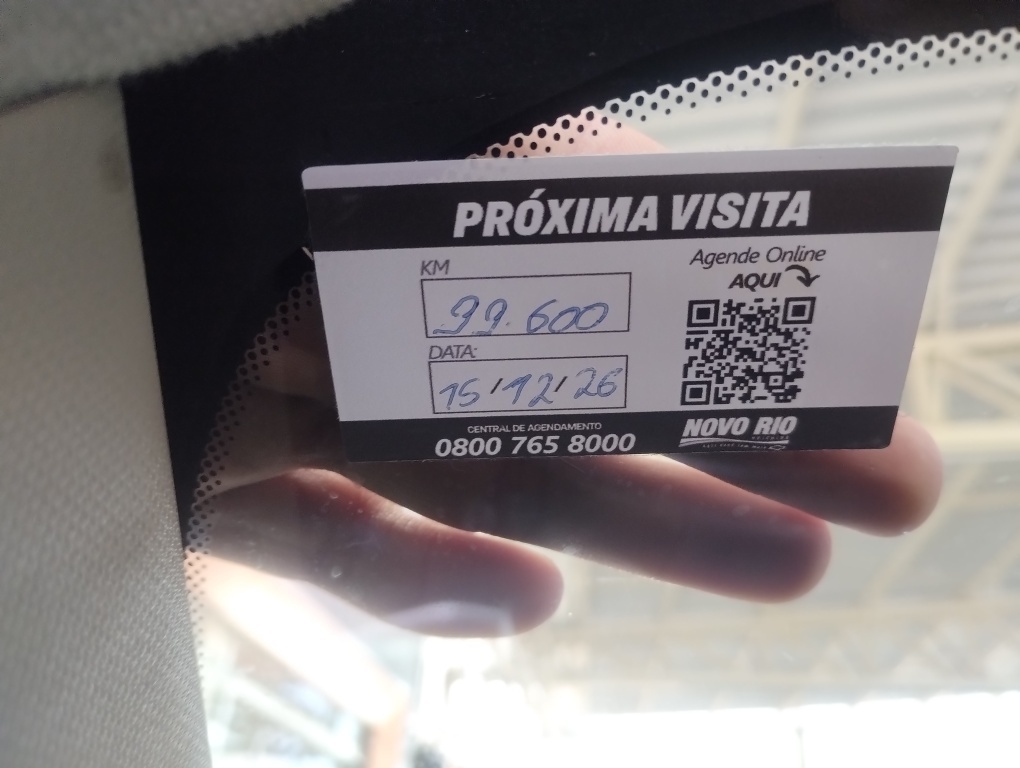 PRÓXIMA VISITA
KM
99.600
DATA:
15/12/26
Agende Online
AQUI
CENTRAL DE AGENDAMENTO
0800 765 8000
NOVO RIO